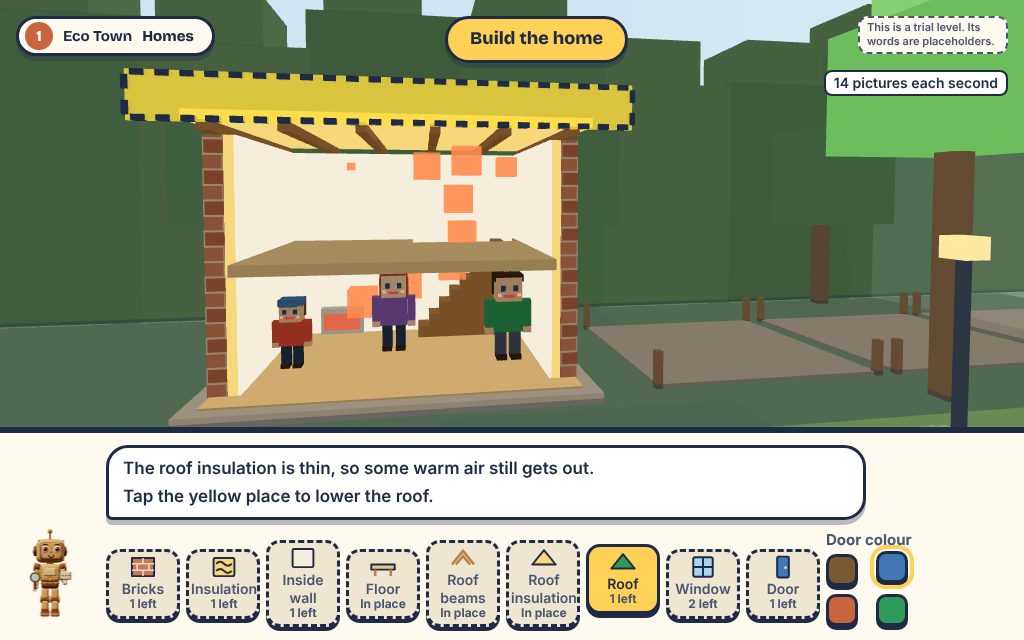 1 Eco Town Homes
Build the home
This is a trial level. Its
words are placeholders.
14 pictures each second
The roof insulation is thin, so some warm air still gets out.
Tap the yellow place to lower the roof.
Bricks
1 left
Insulation
1 left
Inside
wall
1 left
Floor
In place
Roof
beams
In place
Roof
insulation
In place
Roof
1 left
Window
2 left
Door
1 left
Door colour